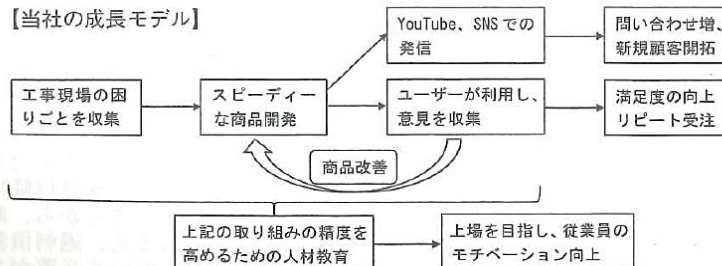 【当社の成長モデル】
YouTube、SNSでの
発信
問い合わせ増、
新規顧客開拓
工事現場の困
りごとを収集
スピーディー
な商品開発
ユーザーが利用し、
意見を収集
満足度の向上
リピート受注
商品改善
上記の取り組みの精度を
高めるための人材教育
上場を目指し、従業員の
モチベーション向上